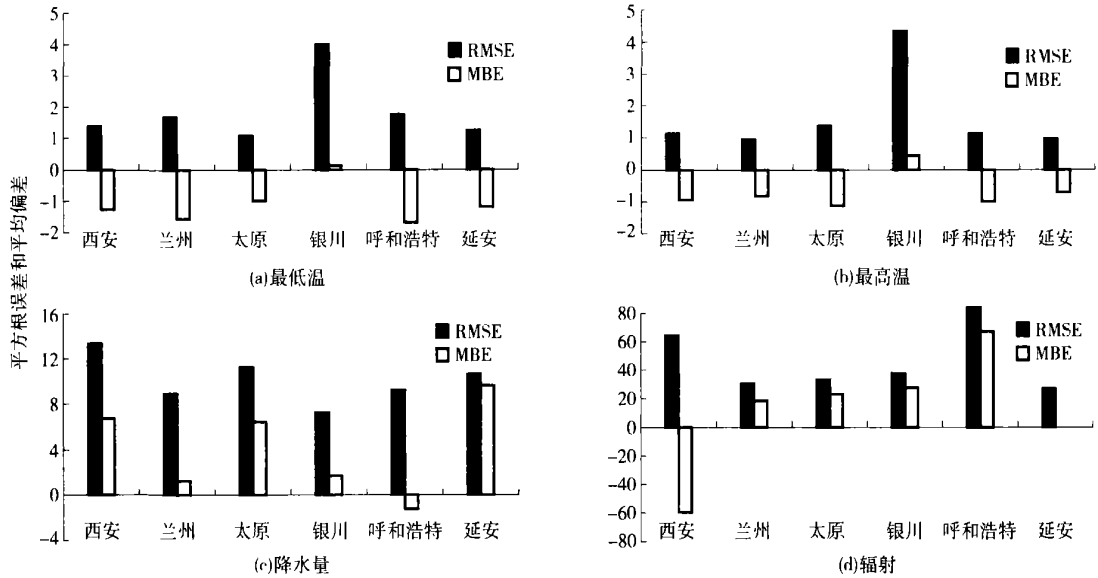 平方根误差和平均偏差
5
4
3
2
1
0
-1
-2
RMSE
MBE
西安 兰州 太原 银川 呼和浩特 延安
(a)最低温
5
4
3
2
1
0
-1
-2
RMSE
MBE
西安 兰州 太原 银川 呼和浩特 延安
(b)最高温
16
12
8
4
0
-4
RMSE
MBE
西安 兰州 太原 银川 呼和浩特 延安
(c)降水量
80
60
40
20
0
-20
-40
-60
-80
RMSE
MBE
西安 兰州 太原 银川 呼和浩特 延安
(d)辐射